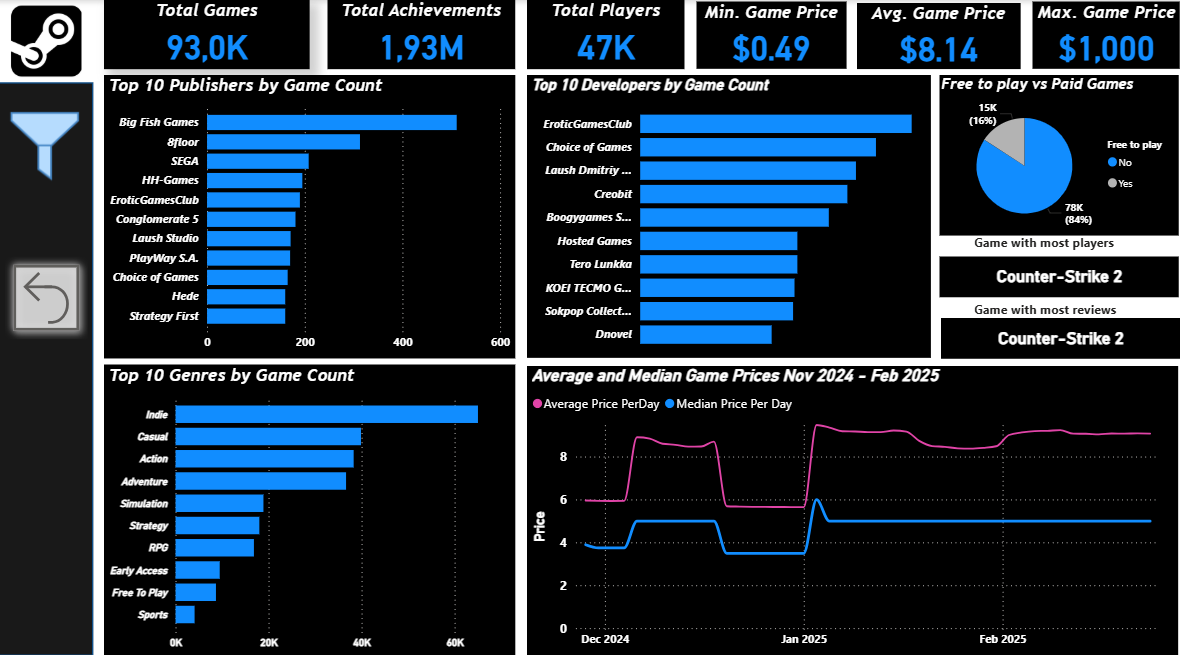 Total Games
93,0K
Total Achievements
1,93M
Total Players
47K
Min. Game Price
$0.49
Avg. Game Price
$8.14
Max. Game Price
$1,000
Top 10 Publishers by Game Count
Big Fish Games
8floor
SEGA
HH-Games
EroticGamesClub
Conglomerate 5
Laush Studio
PlayWay S.A.
Choice of Games
Hede
Strategy First
0 200 400 600
Top 10 Developers by Game Count
EroticGamesClub
Choice of Games
Laush Dmitriy ...
Creobit
Boogygames S...
Hosted Games
Tero Lunkka
KOEI TECMO G...
Sokpop Collect...
Dnovel
Free to play vs Paid Games
15K
(16%)
78K
(84%)
Free to play
No
Yes
Game with most players
Counter-Strike 2
Game with most reviews
Counter-Strike 2
Top 10 Genres by Game Count
Indie
Casual
Action
Adventure
Simulation
Strategy
RPG
Early Access
Free To Play
Sports
0K 20K 40K 60K
Average and Median Game Prices Nov 2024 - Feb 2025
Average Price PerDay Median Price Per Day
Price
8
6
4
2
0
Dec 2024 Jan 2025 Feb 2025